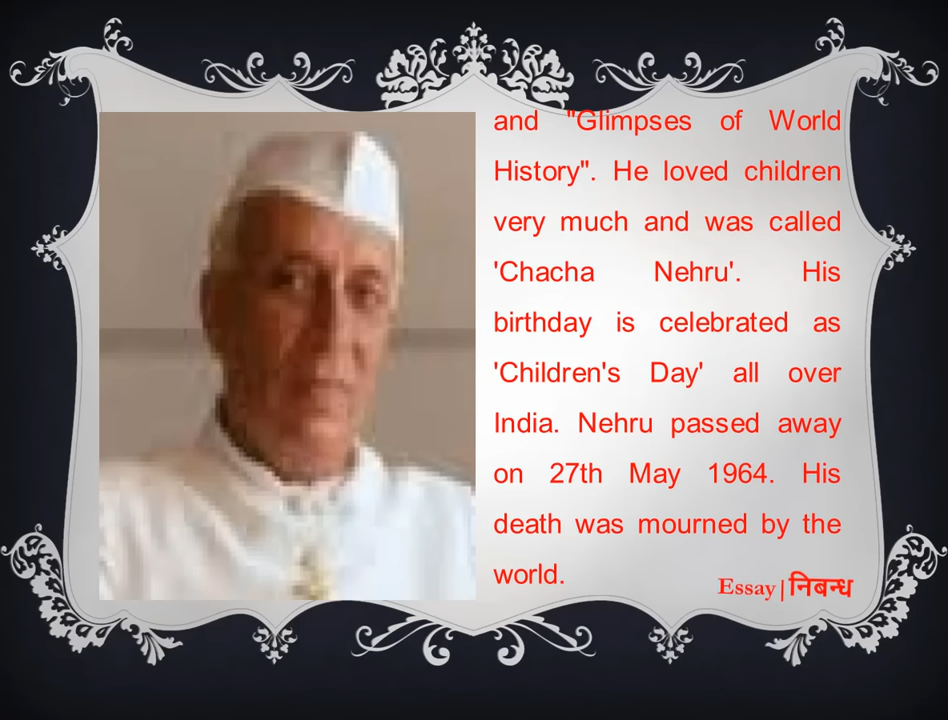 and "Glimpses of World
History". He loved children
very much and was called
'Chacha Nehru'. His
birthday is celebrated as
'Children's Day' all over
India. Nehru passed away
on 27th May 1964. His
death was mourned by the
world.
Essay|निबन्ध